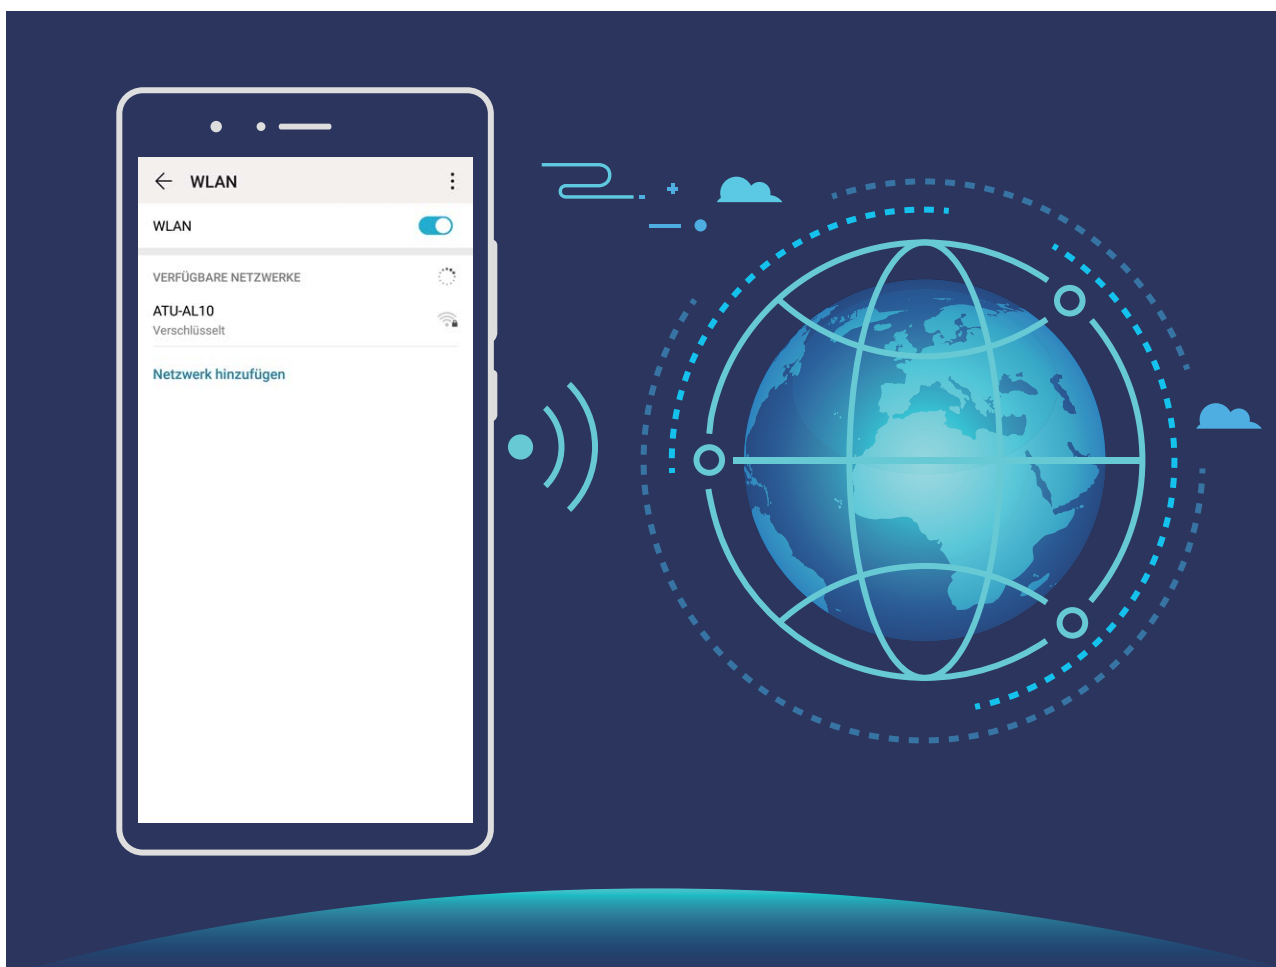 WLAN
WLAN
VERFÜGBARE NETZWERKE
ATU-AL10
Verschlüsselt
Netzwerk hinzufügen